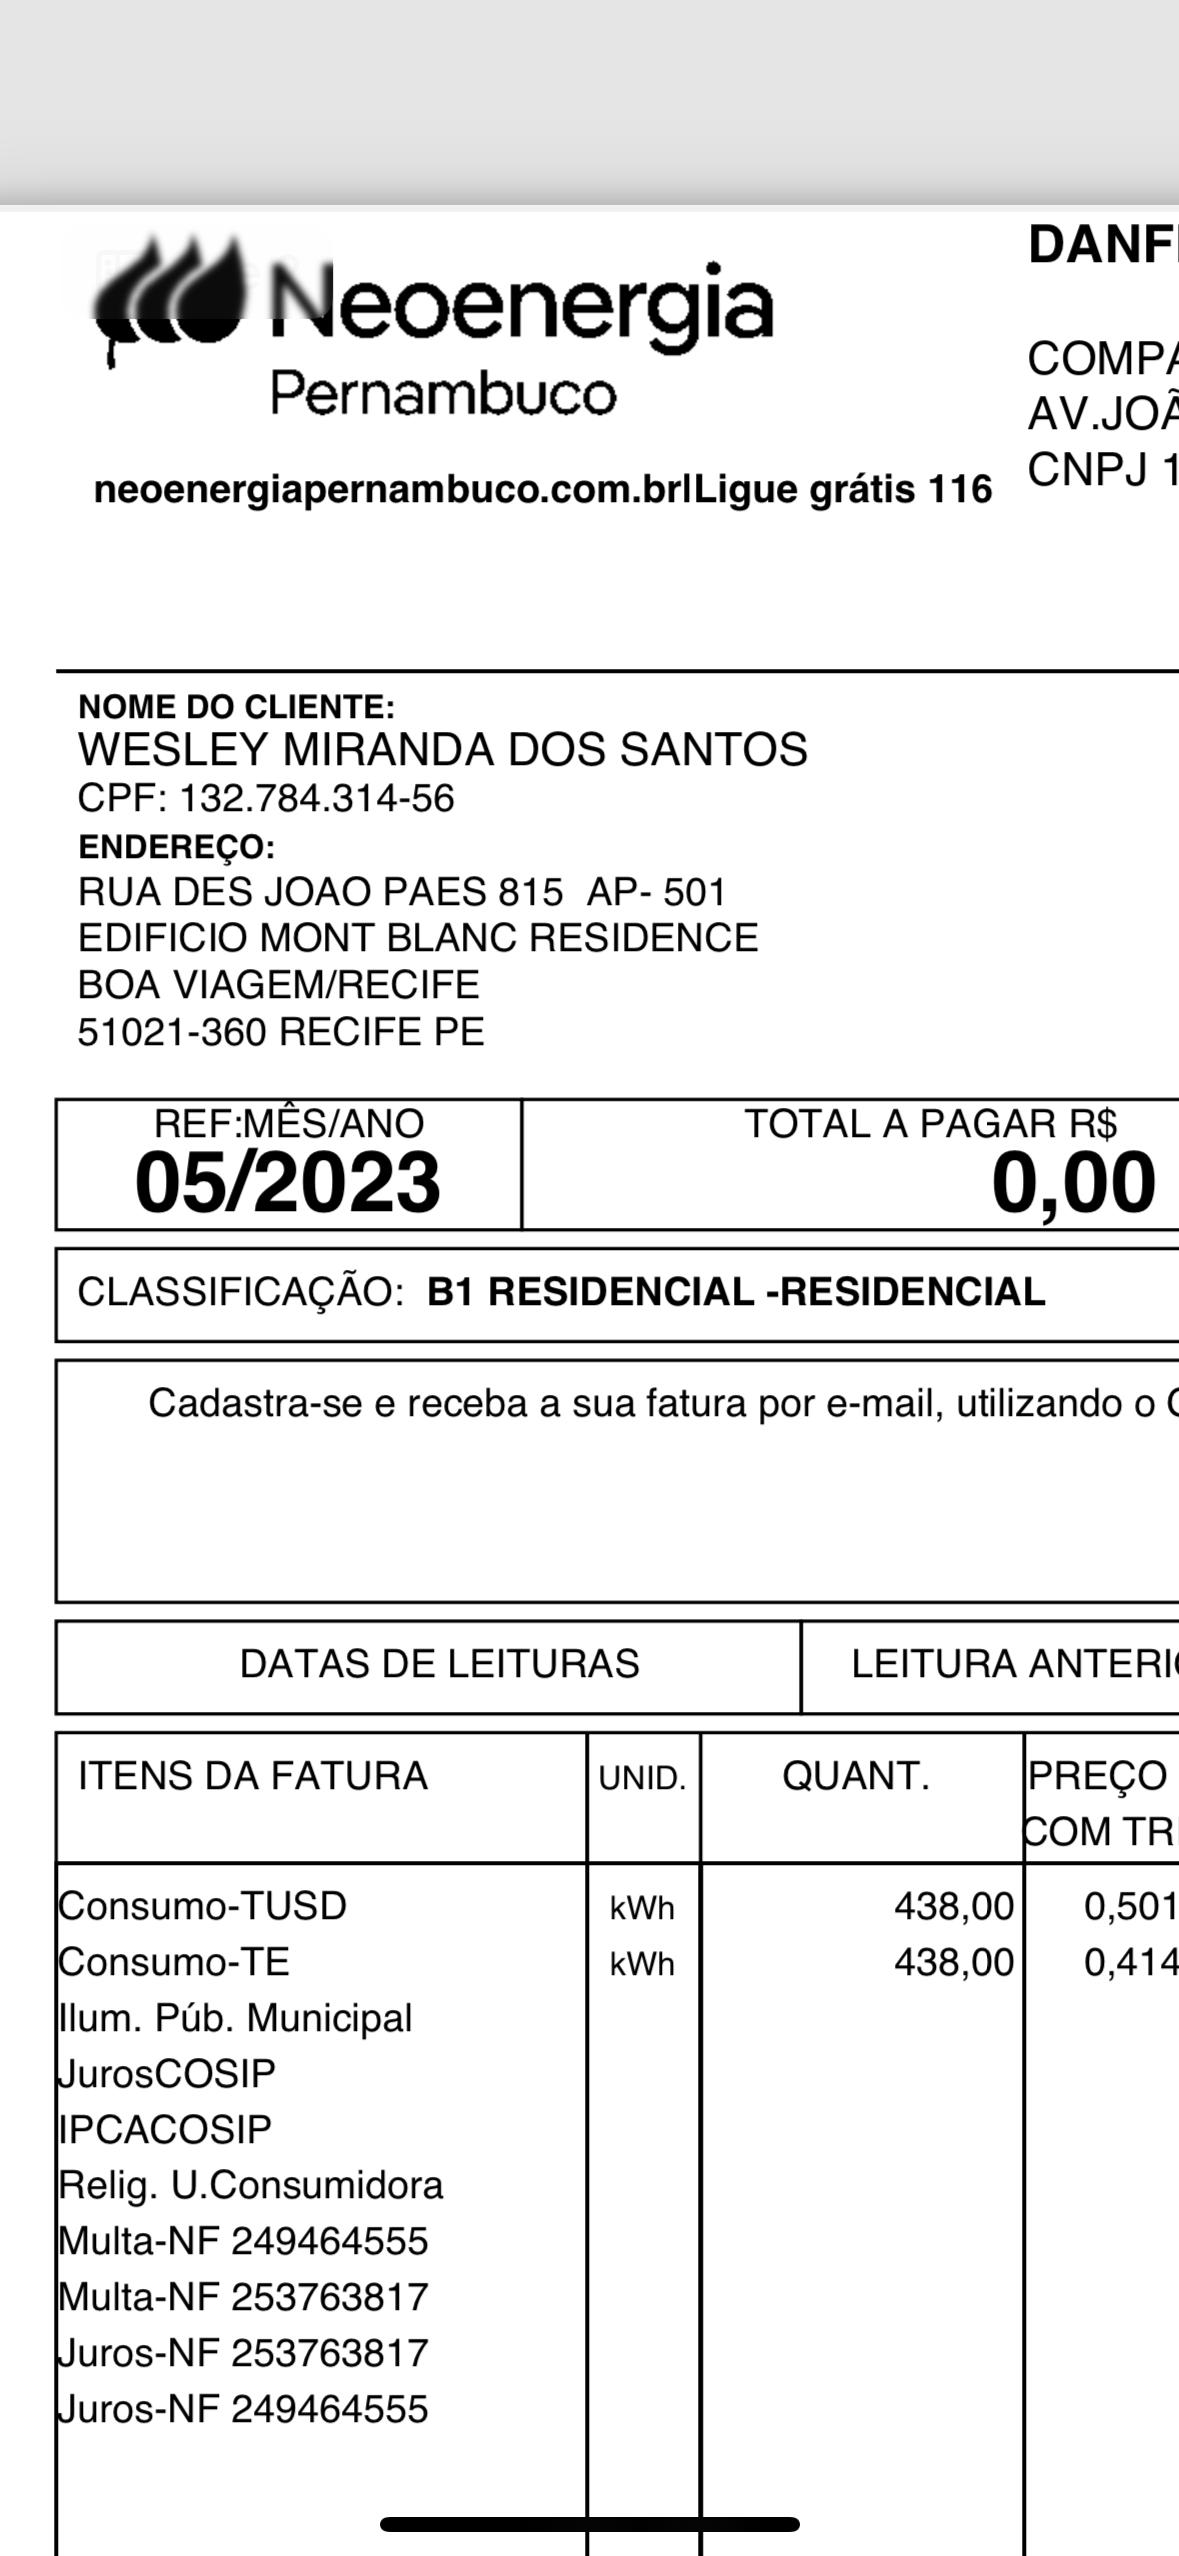 Neoenergia
Pernambuco
neoenergiapernambuco.com.br|Ligue grátis 116
DANF
COMPA
AV.JOÃ
CNPJ 1
NOME DO CLIENTE:
WESLEY MIRANDA DOS SANTOS
CPF: 132.784.314-56
ENDEREÇO:
RUA DES JOAO PAES 815 AP- 501
EDIFICIO MONT BLANC RESIDENCE
BOA VIAGEM/RECIFE
51021-360 RECIFE PE
REF:MÊS/ANO TOTAL A PAGAR R$
05/2023 0,00
CLASSIFICAÇÃO: B1 RESIDENCIAL -RESIDENCIAL
Cadastra-se e receba a sua fatura por e-mail, utilizando o
DATAS DE LEITURAS LEITURA ANTERI
ITENS DA FATURA UNID. QUANT. PREÇO
COM TRI
Consumo-TUSD kWh 438,00 0,501
Consumo-TE kWh 438,00 0,414
Ilum. Púb. Municipal
JurosCOSIP
IPCACOSIP
Relig. U.Consumidora
Multa-NF 249464555
Multa-NF 253763817
Juros-NF 253763817
Juros-NF 249464555